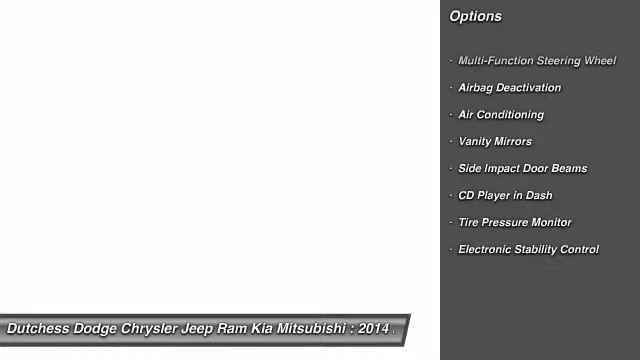 Options
· Multi-Function Steering Wheel
· Airbag Deactivation
· Air Conditioning
· Vanity Mirrors
· Side Impact Door Beams
· CD Player in Dash
· Tire Pressure Monitor
· Electronic Stability Control
Dutchess Dodge Chrysler Jeep Ram Kia Mitsubishi : 2014